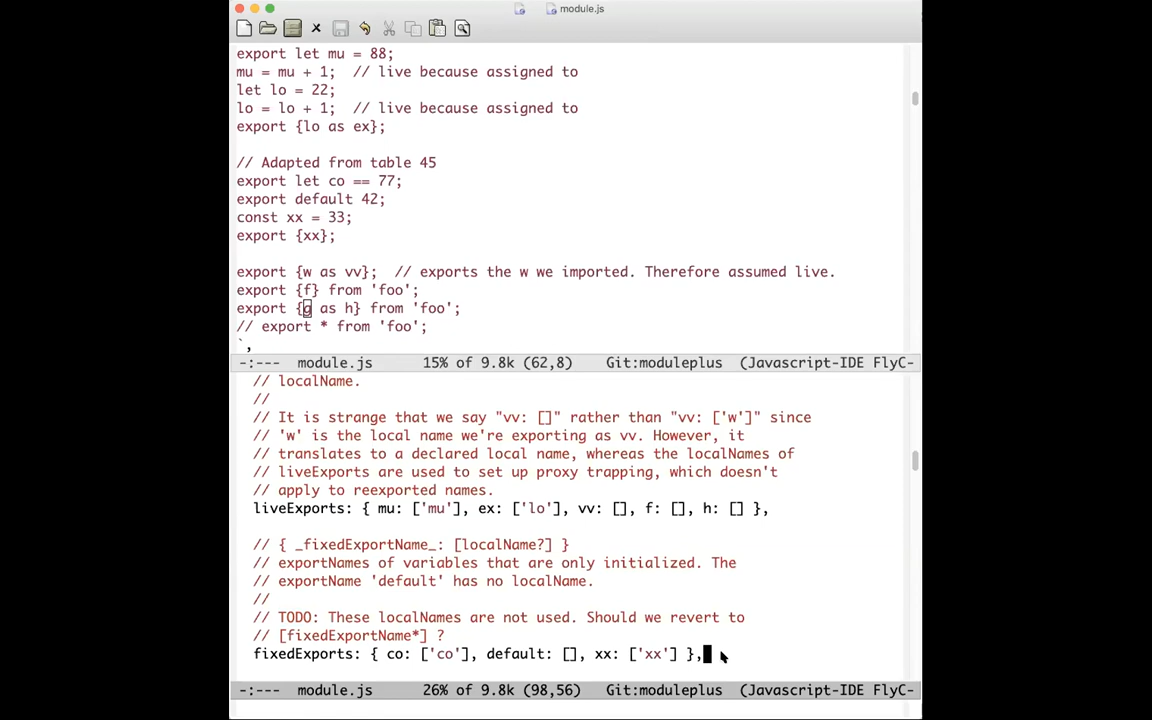 module.js
export let mu = 88;
mu = mu + 1;  // live because assigned to
let lo = 22;
lo = lo + 1;  // live because assigned to
export {lo as ex};
// Adapted from table 45
export let co == 77;
export default 42;
const xx = 33;
export {xx};
export {w as vv};  // exports the w we imported. Therefore assumed live.
export {f} from 'foo';
export {g as h} from 'foo';
// export * from 'foo';
`,
-:---  module.js      15% of 9.8k (62,8)    Git:moduleplus  (Javascript-IDE FlyC-
// localName.
//
// It is strange that we say "vv: []" rather than "vv: ['w']" since
// 'w' is the local name we're exporting as vv. However, it
// translates to a declared local name, whereas the localNames of
// liveExports are used to set up proxy trapping, which doesn't
// apply to reexported names.
liveExports: { mu: ['mu'], ex: ['lo'], vv: [], f: [], h: [] },
// { _fixedExportName_: [localName?] }
// exportNames of variables that are only initialized. The
// exportName 'default' has no localName.
//
// TODO: These localNames are not used. Should we revert to
// [fixedExportName*] ?
fixedExports: { co: ['co'], default: [], xx: ['xx'] },
-:---  module.js      26% of 9.8k (98,56)   Git:moduleplus  (Javascript-IDE FlyC-